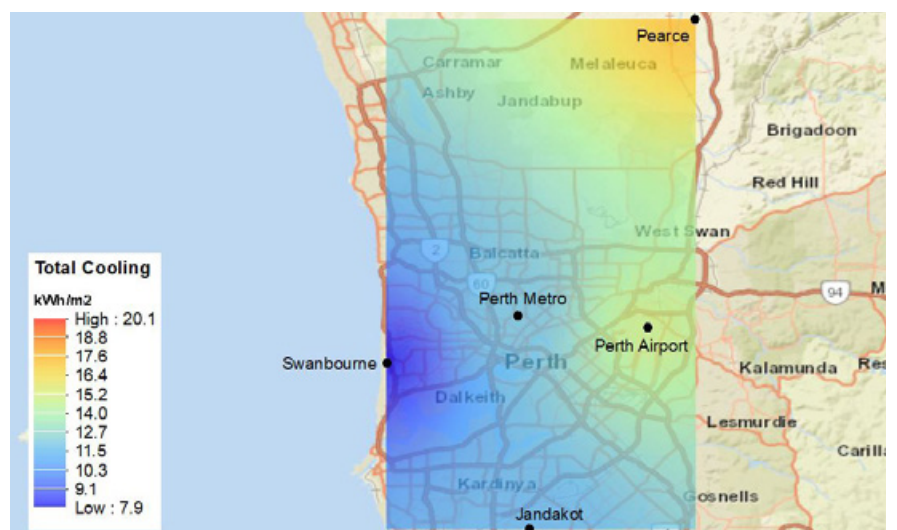 Pearce
Carramar
Melaleuca
Ashby
Jandabup
Brigadoon
Red Hill
West Swan
2
Balcatta
60
Perth Metro
94
M
Perth Airport
Swanbourne
Perth
Kalamunda
Res
Dalkeith
Lesmurdie
Carilla
Kardinya
Gosnells
Jandakot
Total Cooling
kWh/m2
High : 20.1
18.8
17.6
16.4
15.2
14.0
12.7
11.5
10.3
9.1
Low : 7.9